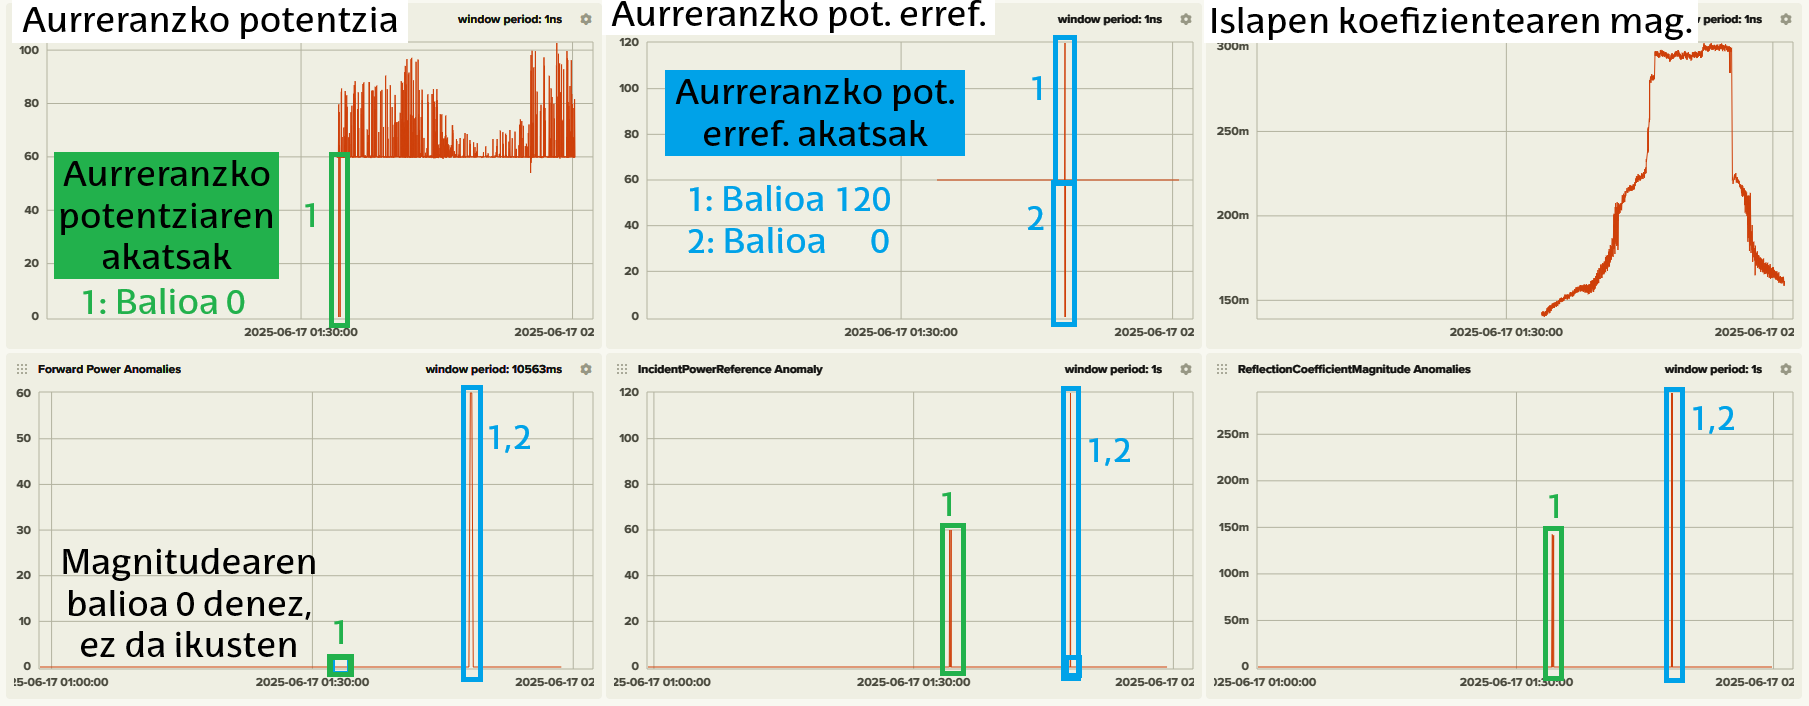 Aurreranzko potentzia
window period: 1ns
100
80
60
40
20
0
Aurreranzko
potentziaren
akatsak
1: Balioa 0
1
2025-06-17 01:30:00
2025-06-17 02
Aurreranzko pot. erref.
window period: 1ns
120
100
80
60
40
20
0
Aurreranzko pot.
erref. akatsak
1: Balioa 120
2: Balioa 0
1
2
2025-06-17 01:30:00
2025-06-17 02
Islapen koefizientearen mag.
period: 1ns
300m
250m
200m
150m
2025-06-17 01:30:00
2025-06-17 02
Forward Power Anomalies
window period: 10563ms
60
50
40
30
20
10
0
1,2
Magnitudearen
balioa 0 denez,
ez da ikusten
1
25-06-17 01:00:00
2025-06-17 01:30:00
2025-06-17 02
IncidentPowerReference Anomaly
window period: 1s
120
100
80
60
40
20
0
1
1,2
25-06-17 01:00:00
2025-06-17 01:30:00
2025-06-17 02
ReflectionCoefficientMagnitude Anomalies
window period: 1s
250m
200m
150m
100m
50m
0
1
1,2
25-06-17 01:00:00
2025-06-17 01:30:00
2025-06-17 02